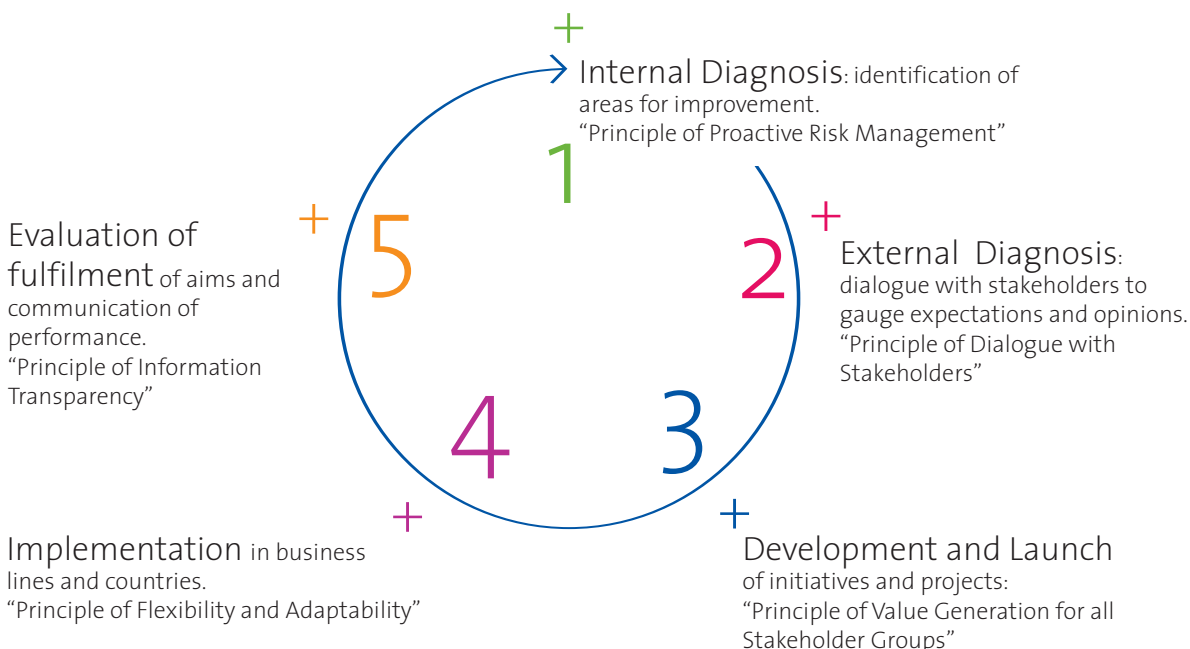 +
1
Internal Diagnosis: identification of
areas for improvement.
“Principle of Proactive Risk Management”
+
2
External Diagnosis:
dialogue with stakeholders to
gauge expectations and opinions.
“Principle of Dialogue with
Stakeholders”
+
3
Development and Launch
of initiatives and projects:
“Principle of Value Generation for all
Stakeholder Groups”
+
4
Implementation in business
lines and countries.
“Principle of Flexibility and Adaptability”
+
5
Evaluation of
fulfilment of aims and
communication of
performance.
“Principle of Information
Transparency”